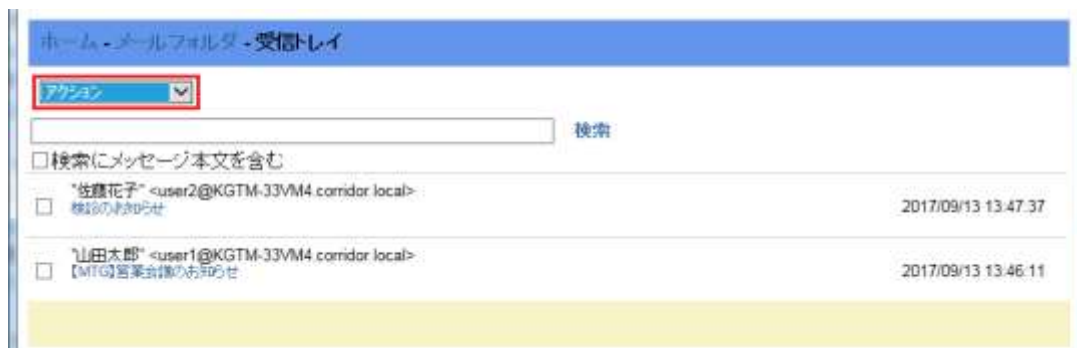 ホーム - メールフォルダ - 受信トレイ
アクション
検索
検索にメッセージ本文を含む
"佐藤花子" <user2@KGTM-33VM4.corridor.local>
検診のお知らせ
2017/09/13 13:47:37
"山田太郎" <user1@KGTM-33VM4.corridor.local>
【MTG】営業会議のお知らせ
2017/09/13 13:46:11